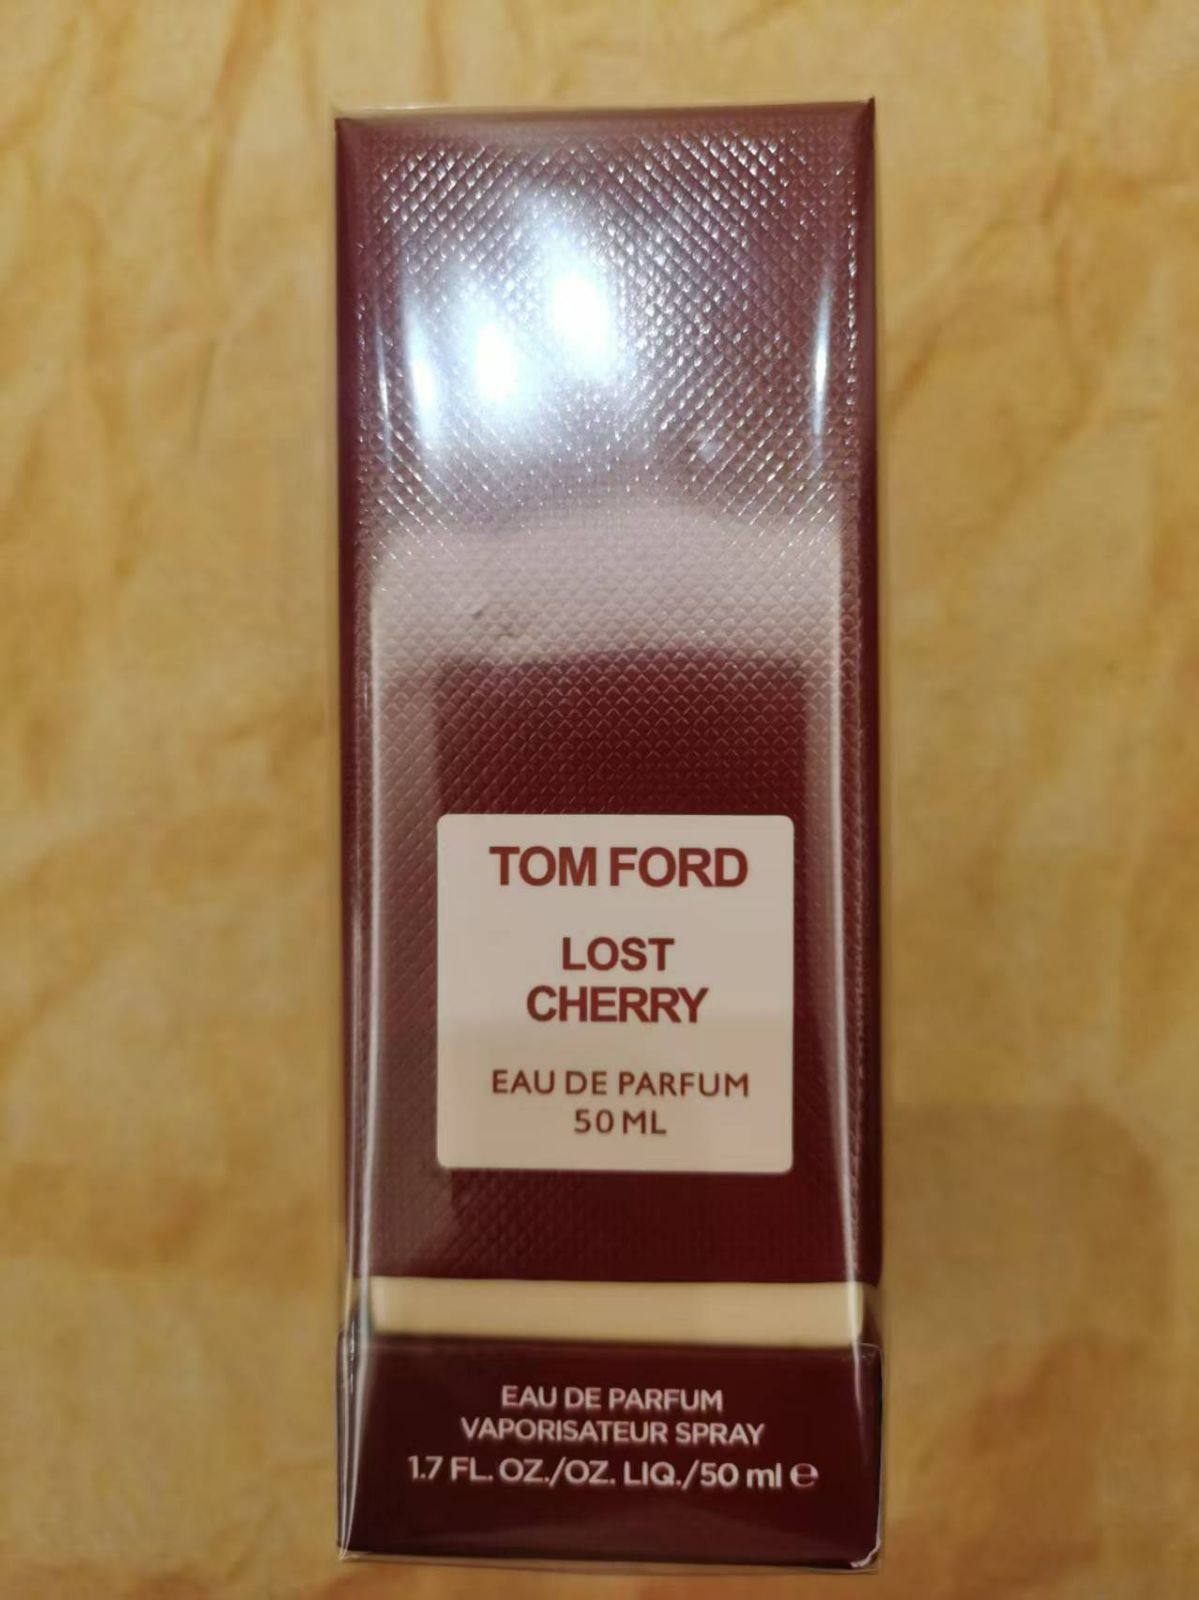 TOM FORD
LOST
CHERRY
EAU DE PARFUM
50 ML
EAU DE PARFUM
VAPORISATEUR SPRAY
1.7 FL. OZ./OZ. LIQ./50 ml ℮